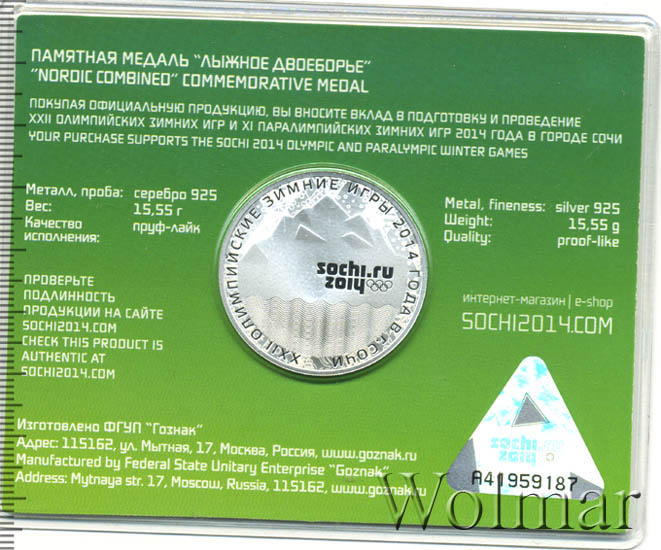 ПАМЯТНАЯ МЕДАЛЬ "ЛЫЖНОЕ ДВОЕБОРЬЕ"
"NORDIC COMBINED" COMMEMORATIVE MEDAL
ПОКУПАЯ ОФИЦИАЛЬНУЮ ПРОДУКЦИЮ, ВЫ ВНОСИТЕ ВКЛАД В ПОДГОТОВКУ И ПРОВЕДЕНИЕ
XXII ОЛИМПИЙСКИХ ЗИМНИХ ИГР И XI ПАРАЛИМПИЙСКИХ ЗИМНИХ ИГР 2014 ГОДА В ГОРОДЕ СОЧИ
YOUR PURCHASE SUPPORTS THE SOCHI 2014 OLYMPIC AND PARALYMPIC WINTER GAMES
Металл, проба: серебро 925
Вес: 15,55 г
Качество
исполнения: пруф-лайк
XXII ОЛИМПИЙСКИЕ ЗИМНИЕ ИГРЫ 2014 ГОДА В Г. СОЧИ
sochi.ru
2014
Metal, fineness: silver 925
Weight: 15,55 g
Quality: proof-like
ПРОВЕРЬТЕ
ПОДЛИННОСТЬ
ПРОДУКЦИИ НА САЙТЕ
SOCHI2014.COM
CHECK THIS PRODUCT IS
AUTHENTIC AT
SOCHI2014.COM
интернет-магазин | e-shop
SOCHI2014.COM
sochi.ru
2014
A41959187
Изготовлено ФГУП "Гознак"
Адрес: 115162, ул. Мытная, 17, Москва, Россия, www.goznak.ru
Manufactured by Federal State Unitary Enterprise "Goznak"
Address: Mytnaya str. 17, Moscow, Russia, 115162, www.goznak.ru
Wolmar